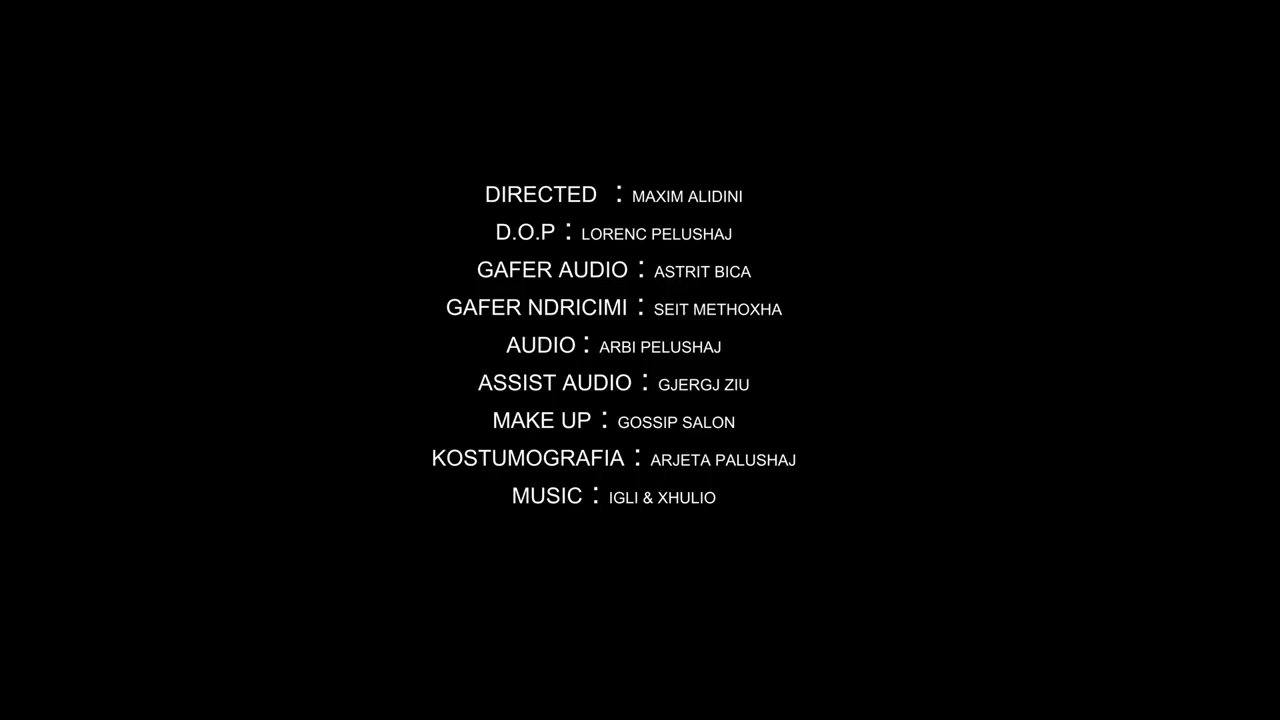 DIRECTED : MAXIM ALIDINI
D.O.P : LORENC PELUSHAJ
GAFER AUDIO : ASTRIT BICA
GAFER NDRICIMI : SEIT METHOXHA
AUDIO : ARBI PELUSHAJ
ASSIST AUDIO : GJERGJ ZIU
MAKE UP : GOSSIP SALON
KOSTUMOGRAFIA : ARJETA PALUSHAJ
MUSIC : IGLI & XHULIO